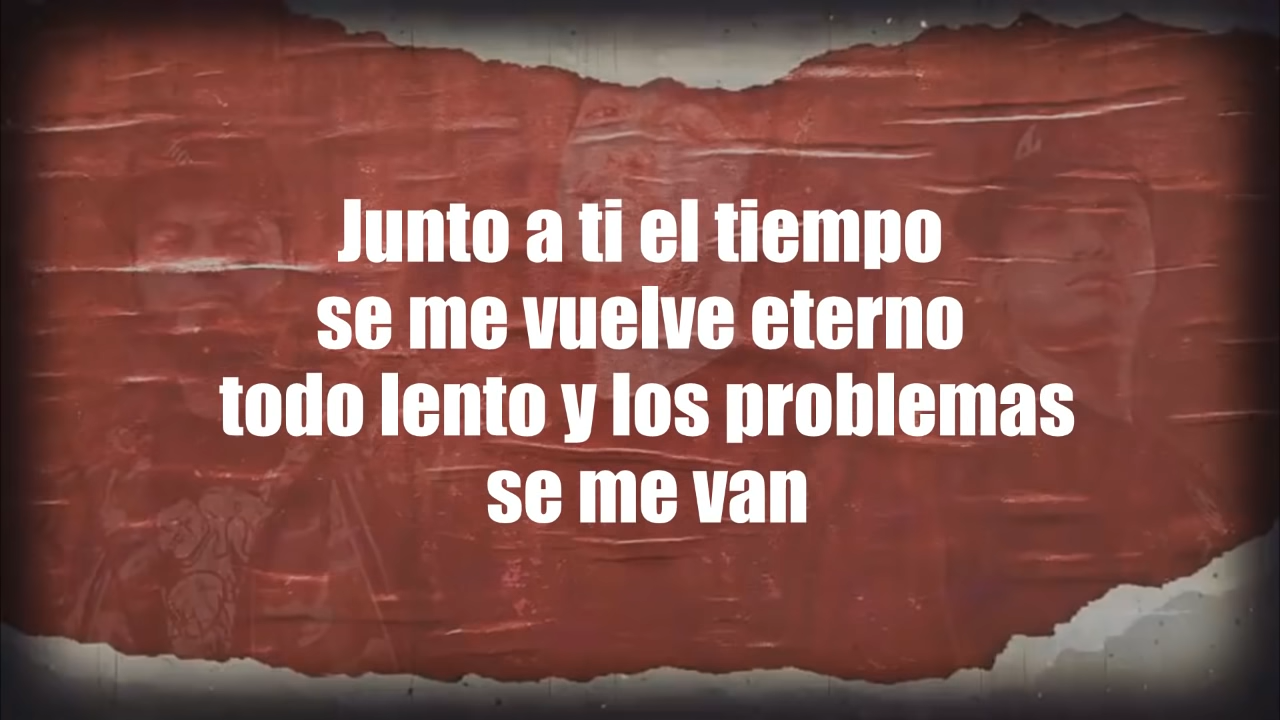 Junto a ti el tiempo
se me vuelve eterno
todo lento y los problemas
se me van